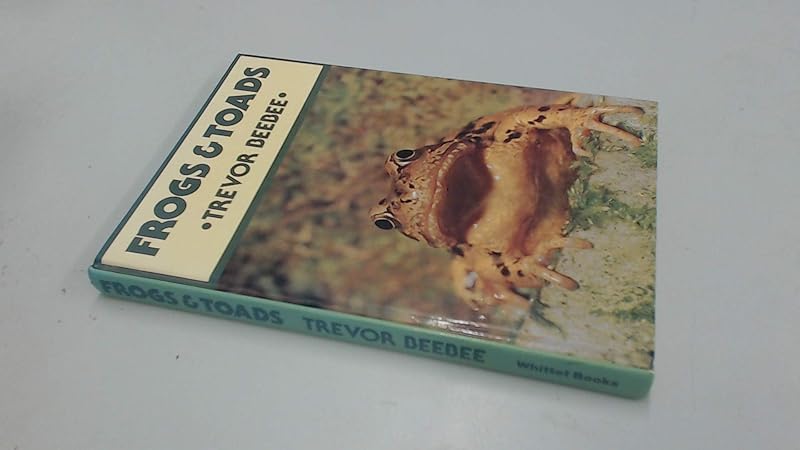 FROGS & TOADS
•TREVOR BEEBEE•
FROGS & TOADS TREVOR BEEBEE Whittet Books